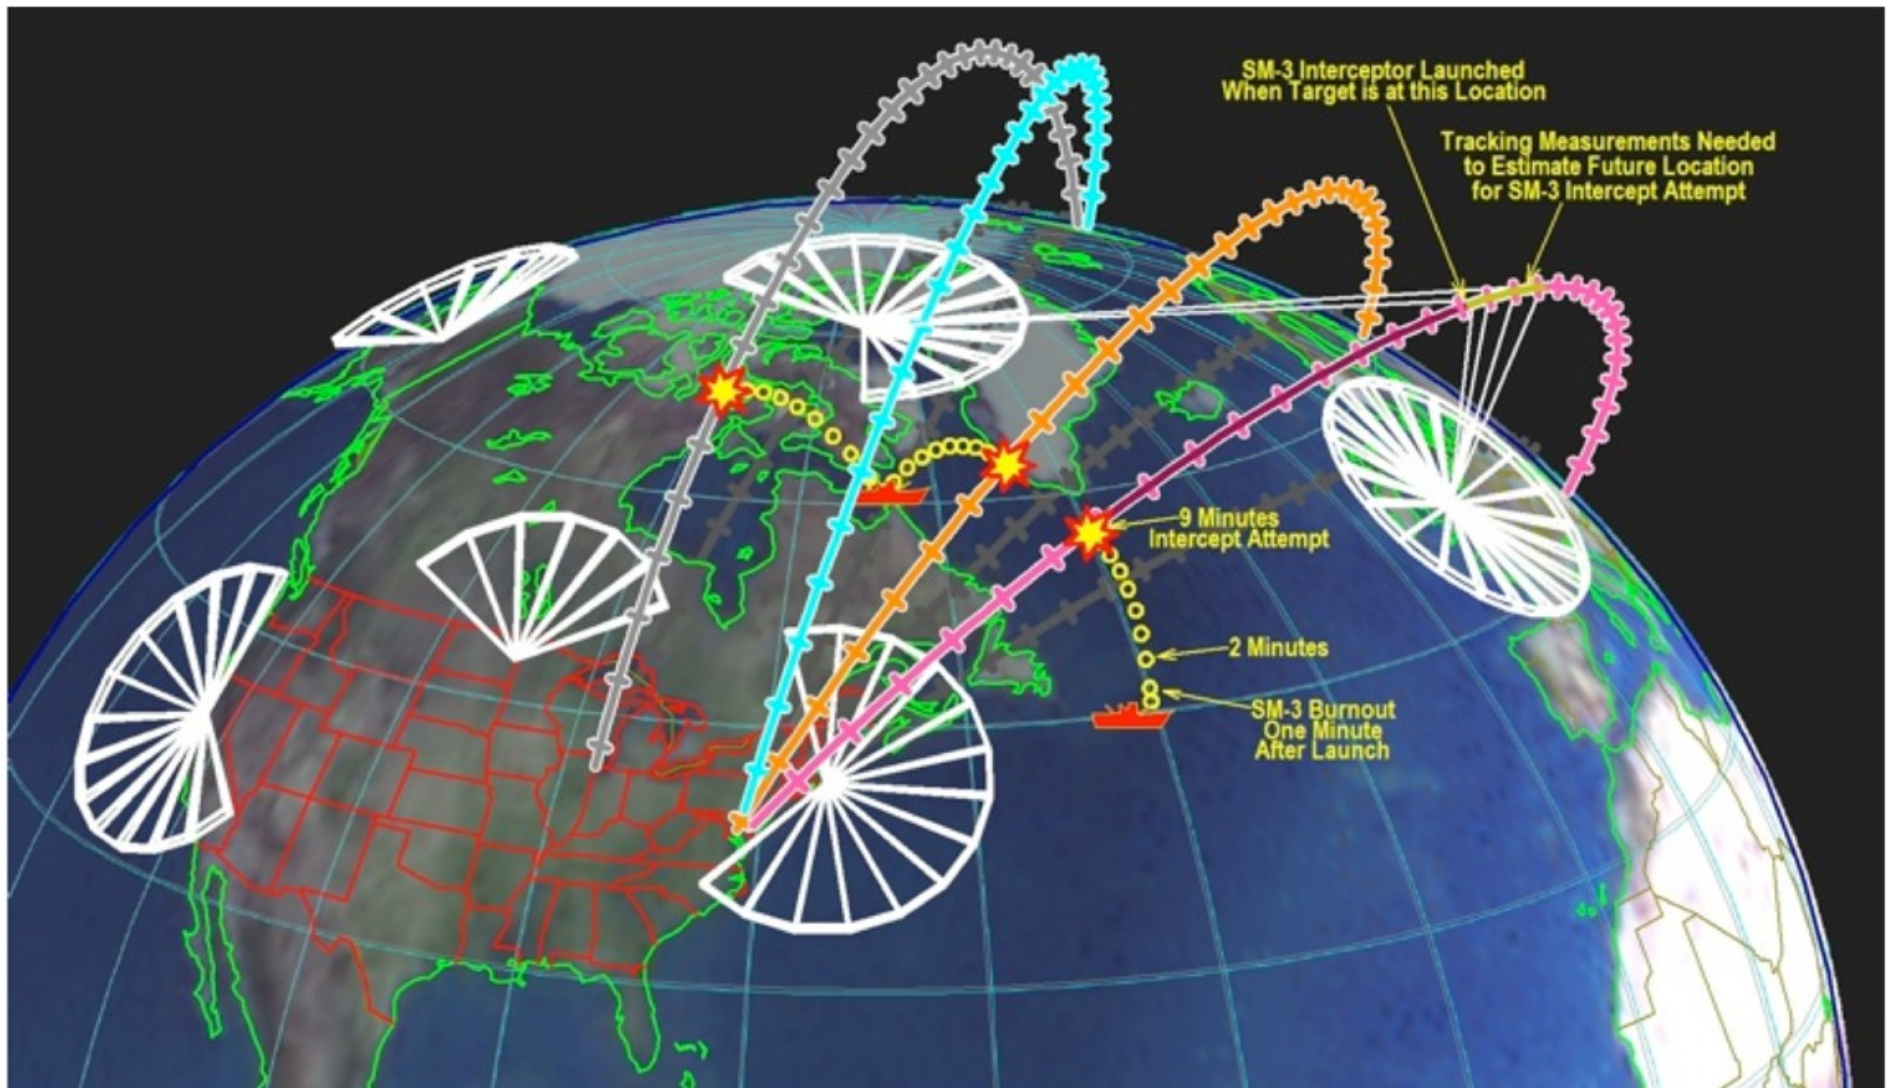 SM-3 Interceptor Launched
When Target is at this Location
Tracking Measurements Needed
to Estimate Future Location
for SM-3 Intercept Attempt
9 Minutes
Intercept Attempt
2 Minutes
SM-3 Burnout
One Minute
After Launch